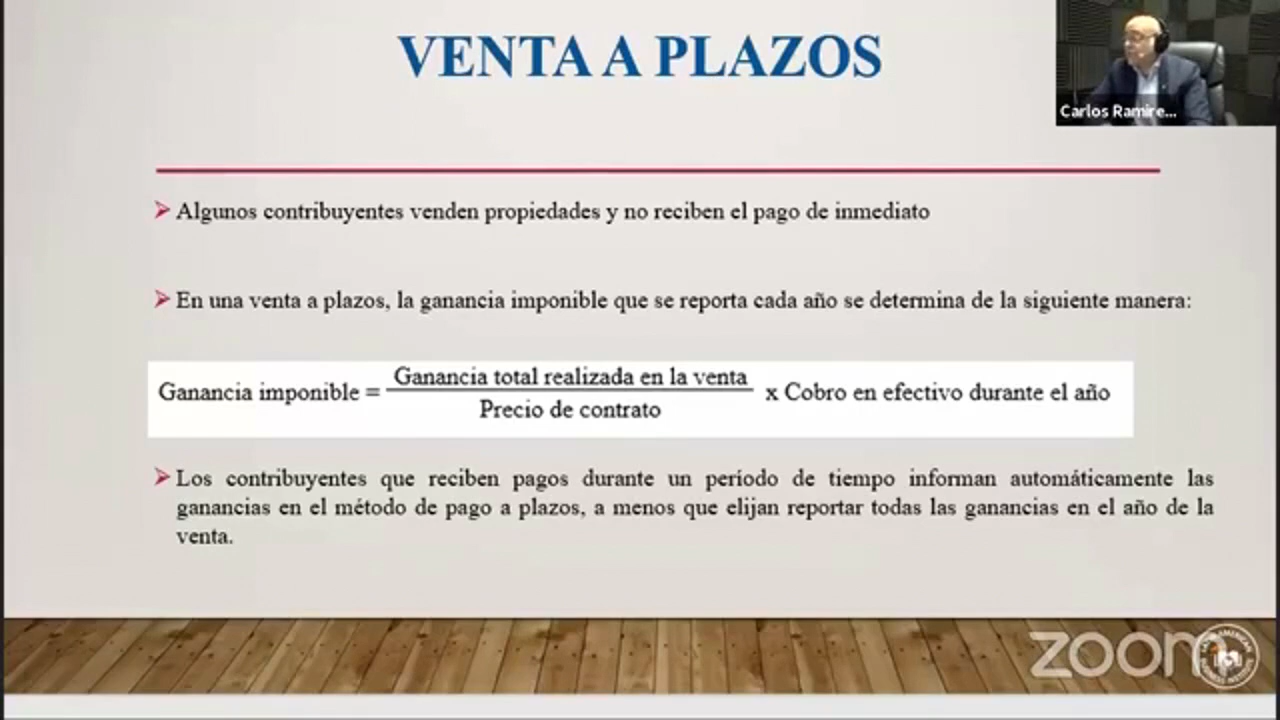 VENTA A PLAZOS
Carlos Ramire...
Algunos contribuyentes venden propiedades y no reciben el pago de inmediato
En una venta a plazos, la ganancia imponible que se reporta cada año se determina de la siguiente manera:
Ganancia total realizada en la venta
Ganancia imponible = x Cobro en efectivo durante el año
Precio de contrato
Los contribuyentes que reciben pagos durante un período de tiempo informan automáticamente las
ganancias en el método de pago a plazos, a menos que elijan reportar todas las ganancias en el año de la
venta.
zoom